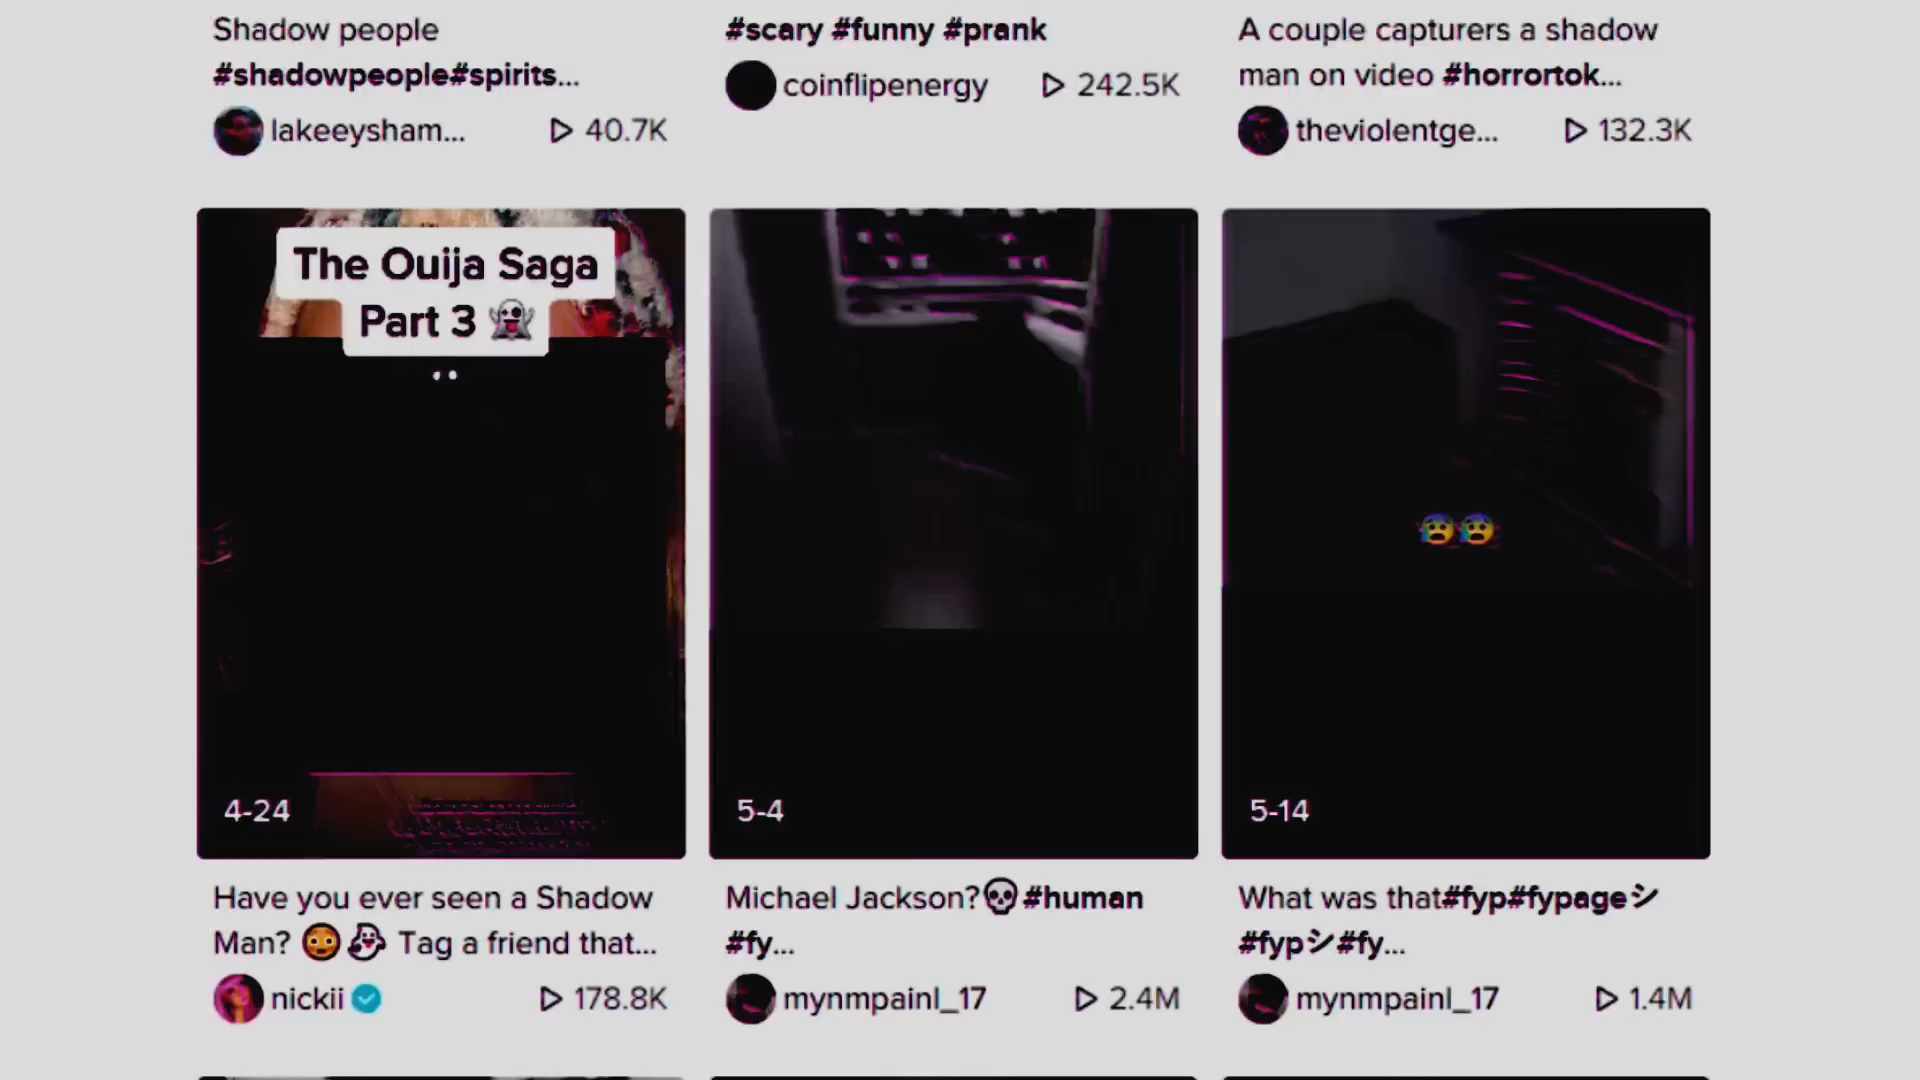 Shadow people
#shadowpeople#spirits...
lakeeysham... 40.7K
#scary #funny #prank
coinflipenergy 242.5K
A couple capturers a shadow
man on video #horrortok...
theviolentge... 132.3K
The Ouija Saga
Part 3 👻
4-24
Have you ever seen a Shadow
Man? 😳👻 Tag a friend that...
nickii 178.8K
5-4
Michael Jackson?💀#human
#fy...
mynmpainl_17 2.4M
😰😰
5-14
What was that#fyp#fypageシ
#fypシ#fy...
mynmpainl_17 1.4M